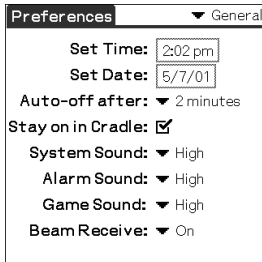 Preferences General
Set Time: 2:02 pm
Set Date: 5/7/01
Auto-off after: 2 minutes
Stay on in Cradle:
System Sound: High
Alarm Sound: High
Game Sound: High
Beam Receive: On